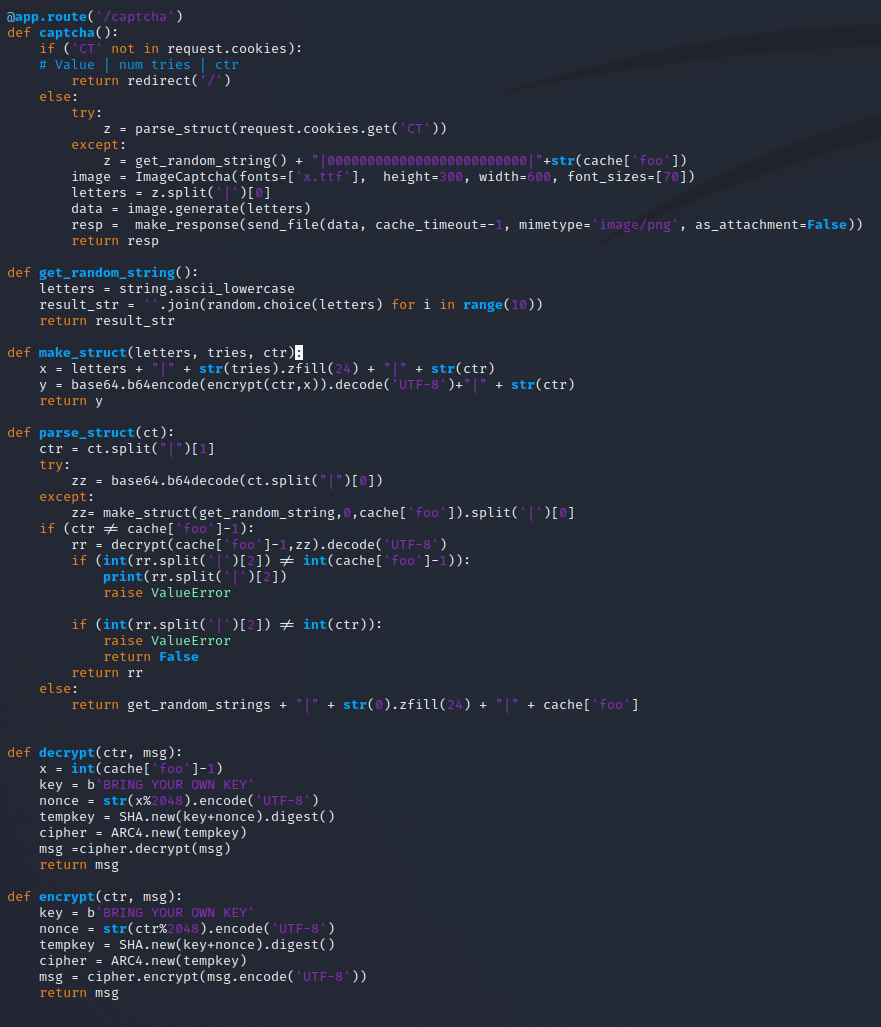 @app.route('/captcha')
def captcha():
    if ('CT' not in request.cookies):
    # Value | num tries | ctr
        return redirect('/')
    else:
        try:
            z = parse_struct(request.cookies.get('CT'))
        except:
            z = get_random_string() + "|000000000000000000000000|"+str(cache['foo'])
        image = ImageCaptcha(fonts=['x.ttf'],  height=300, width=600, font_sizes=[70])
        letters = z.split('|')[0]
        data = image.generate(letters)
        resp =  make_response(send_file(data, cache_timeout=-1, mimetype='image/png', as_attachment=False))
        return resp

def get_random_string():
    letters = string.ascii_lowercase
    result_str = ''.join(random.choice(letters) for i in range(10))
    return result_str

def make_struct(letters, tries, ctr):
    x = letters + "|" + str(tries).zfill(24) + "|" + str(ctr)
    y = base64.b64encode(encrypt(ctr,x)).decode('UTF-8')+"|" + str(ctr)
    return y

def parse_struct(ct):
    ctr = ct.split("|")[1]
    try:
        zz = base64.b64decode(ct.split("|")[0])
    except:
        zz= make_struct(get_random_string,0,cache['foo']).split('|')[0]
    if (ctr ≠ cache['foo']-1):
        rr = decrypt(cache['foo']-1,zz).decode('UTF-8')
        if (int(rr.split('|')[2]) ≠ int(cache['foo']-1)):
            print(rr.split('|')[2])
            raise ValueError

        if (int(rr.split('|')[2]) ≠ int(ctr)):
            raise ValueError
            return False
        return rr
    else:
        return get_random_strings + "|" + str(0).zfill(24) + "|" + cache['foo']


def decrypt(ctr, msg):
    x = int(cache['foo']-1)
    key = b'BRING YOUR OWN KEY'
    nonce = str(x%2048).encode('UTF-8')
    tempkey = SHA.new(key+nonce).digest()
    cipher = ARC4.new(tempkey)
    msg =cipher.decrypt(msg)
    return msg

def encrypt(ctr, msg):
    key = b'BRING YOUR OWN KEY'
    nonce = str(ctr%2048).encode('UTF-8')
    tempkey = SHA.new(key+nonce).digest()
    cipher = ARC4.new(tempkey)
    msg = cipher.encrypt(msg.encode('UTF-8'))
    return msg